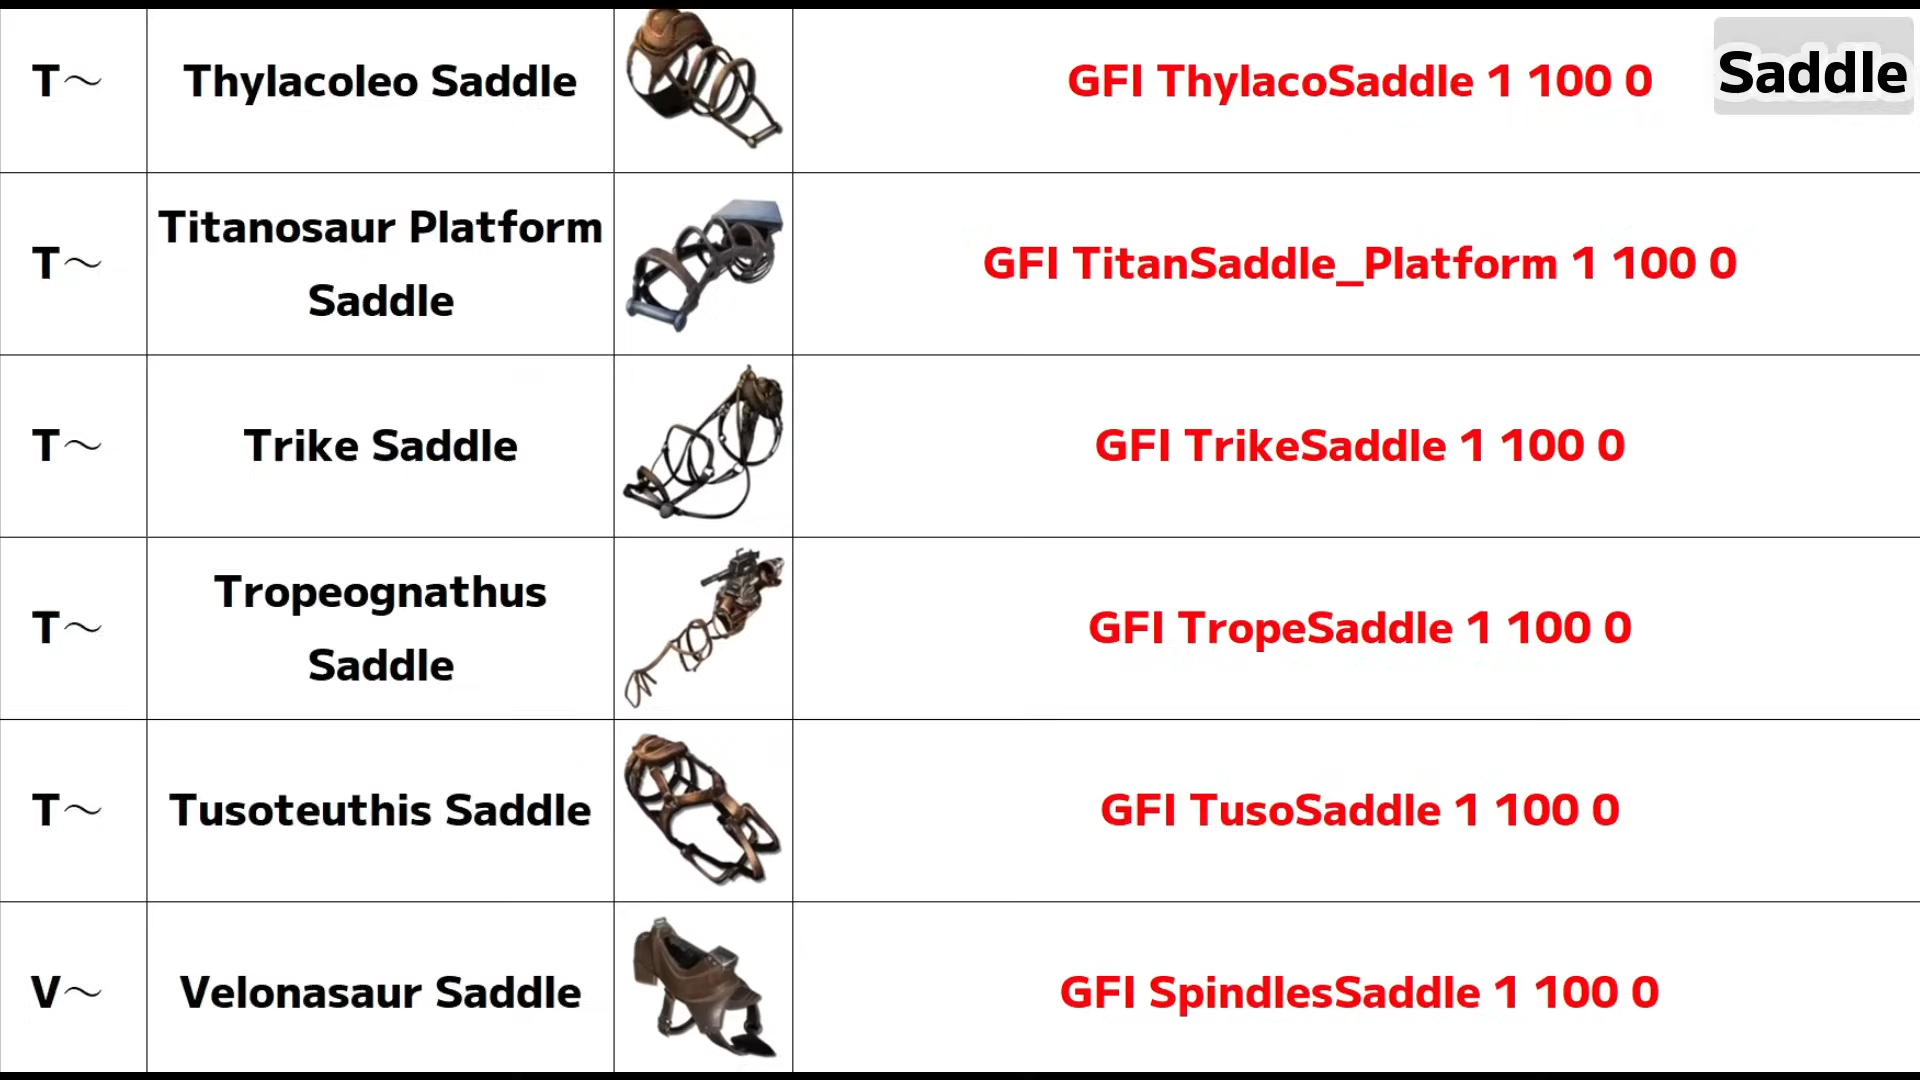 T～ Thylacoleo Saddle GFI ThylacoSaddle 1 100 0 Saddle
T～ Titanosaur Platform
Saddle GFI TitanSaddle_Platform 1 100 0
T～ Trike Saddle GFI TrikeSaddle 1 100 0
T～ Tropeognathus
Saddle GFI TropeSaddle 1 100 0
T～ Tusoteuthis Saddle GFI TusoSaddle 1 100 0
V～ Velonasaur Saddle GFI SpindlesSaddle 1 100 0